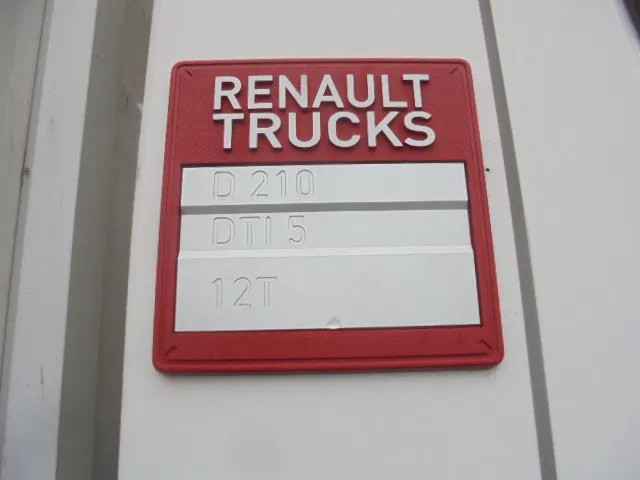 RENAULT
TRUCKS
D 210
DTI 5
12T